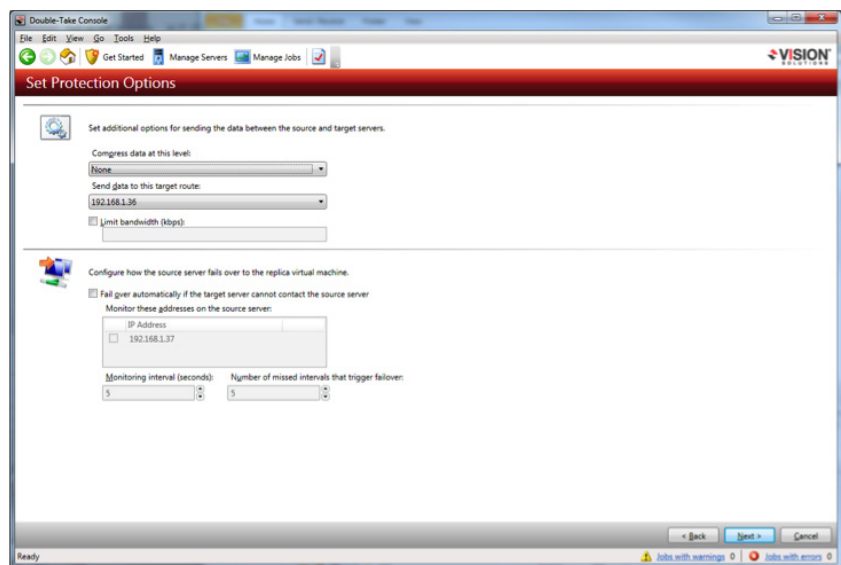 Double-Take Console
File Edit View Go Tools Help
Get Started Manage Servers Manage Jobs
VISION
SOLUTIONS
Set Protection Options
Set additional options for sending the data between the source and target servers.
Compress data at this level:
None
Send data to this target route:
192.168.1.36
Limit bandwidth (kbps):
Configure how the source server fails over to the replica virtual machine.
Fail over automatically if the target server cannot contact the source server
Monitor these addresses on the source server:
IP Address
192.168.1.37
Monitoring interval (seconds): Number of missed intervals that trigger failover:
5 5
< Back Next > Cancel
Ready Jobs with warnings 0 Jobs with errors 0